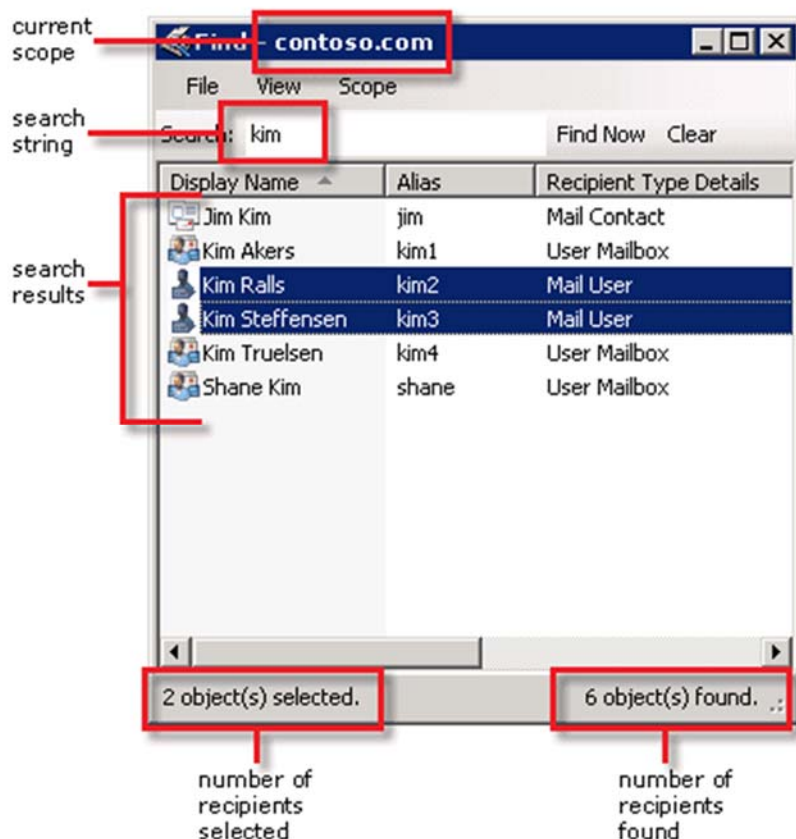 current
scope
Find - contoso.com
File View Scope
search
string
Search: kim Find Now Clear
Display Name Alias Recipient Type Details
Jim Kim jim Mail Contact
Kim Akers kim1 User Mailbox
search
results
Kim Ralls kim2 Mail User
Kim Steffensen kim3 Mail User
Kim Truelsen kim4 User Mailbox
Shane Kim shane User Mailbox
2 object(s) selected. 6 object(s) found.
number of
recipients
selected
number of
recipients
found